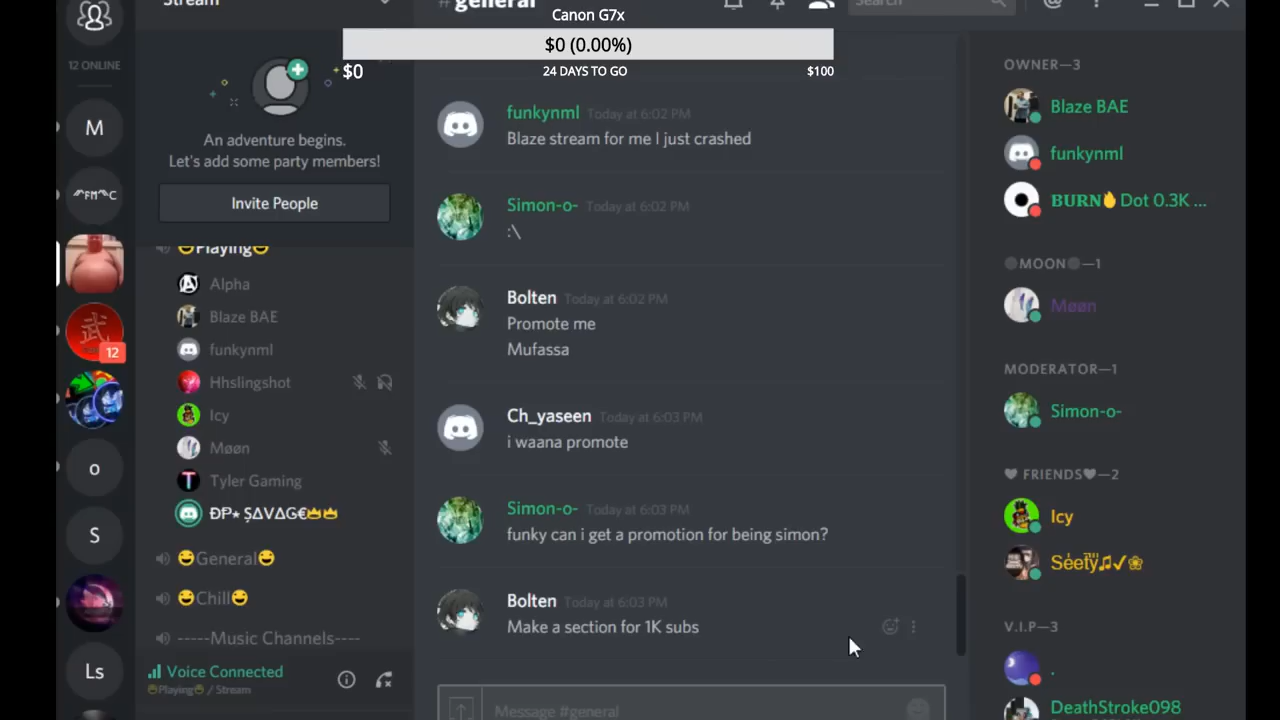 Stream
#general
Search
Canon G7x
$0 (0.00%)
$0
24 DAYS TO GO
$100
12 ONLINE
M
FM
C
12
o
S
Ls
An adventure begins.
Let's add some party members!
Invite People
Playing
Alpha
Blaze BAE
funkynml
Hhslingshot
Icy
Møøn
Tyler Gaming
ĐⱣ⋆ ŞΔVΔG€👑👑
😄General😄
😄Chill😄
-----Music Channels----
Voice Connected
😄Playing😄 / Stream
funkynml Today at 6:02 PM
Blaze stream for me I just crashed
Simon-o- Today at 6:02 PM
:\
Bolten Today at 6:02 PM
Promote me
Mufassa
Ch_yaseen Today at 6:03 PM
i waana promote
Simon-o- Today at 6:03 PM
funky can i get a promotion for being simon?
Bolten Today at 6:03 PM
Make a section for 1K subs
Message #general
OWNER—3
Blaze BAE
funkynml
𝐁𝐔𝐑𝐍🔥Dot 0.3K ...
🌑MOON🌑—1
Møøn
MODERATOR—1
Simon-o-
♥ FRIENDS♥—2
Icy
V.I.P—3
.
DeathStroke098